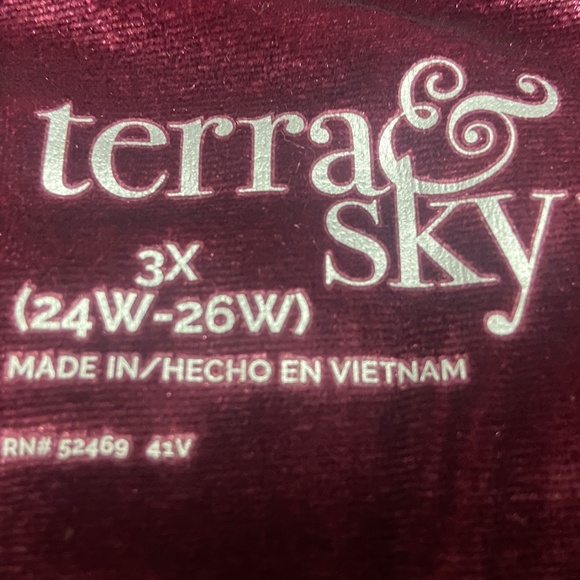 terra &
sky
3X
(24W-26W)
MADE IN/HECHO EN VIETNAM
RN# 52469 41V